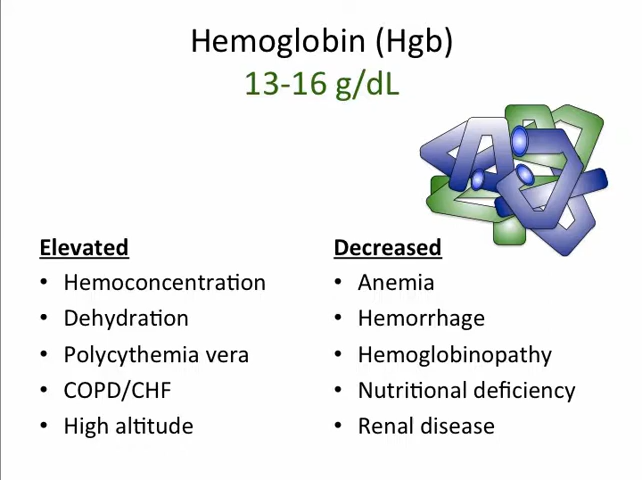 Hemoglobin (Hgb)
13-16 g/dL
Elevated
• Hemoconcentration
• Dehydration
• Polycythemia vera
• COPD/CHF
• High altitude
Decreased
• Anemia
• Hemorrhage
• Hemoglobinopathy
• Nutritional deficiency
• Renal disease